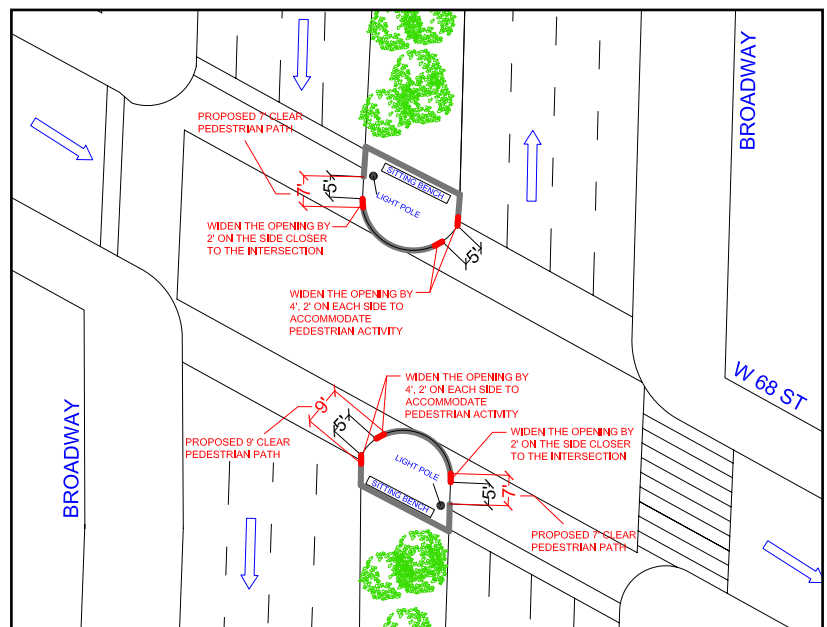 BROADWAY
PROPOSED 7' CLEAR
PEDESTRIAN PATH
7'
5'
SITTING BENCH
LIGHT POLE
WIDEN THE OPENING BY
2' ON THE SIDE CLOSER
TO THE INTERSECTION
5'
WIDEN THE OPENING BY
4', 2' ON EACH SIDE TO
ACCOMMODATE
PEDESTRIAN ACTIVITY
W 68 ST
BROADWAY
WIDEN THE OPENING BY
4', 2' ON EACH SIDE TO
ACCOMMODATE
PEDESTRIAN ACTIVITY
9'
5'
PROPOSED 9' CLEAR
PEDESTRIAN PATH
WIDEN THE OPENING BY
2' ON THE SIDE CLOSER
TO THE INTERSECTION
LIGHT POLE
SITTING BENCH
5'
7'
PROPOSED 7' CLEAR
PEDESTRIAN PATH